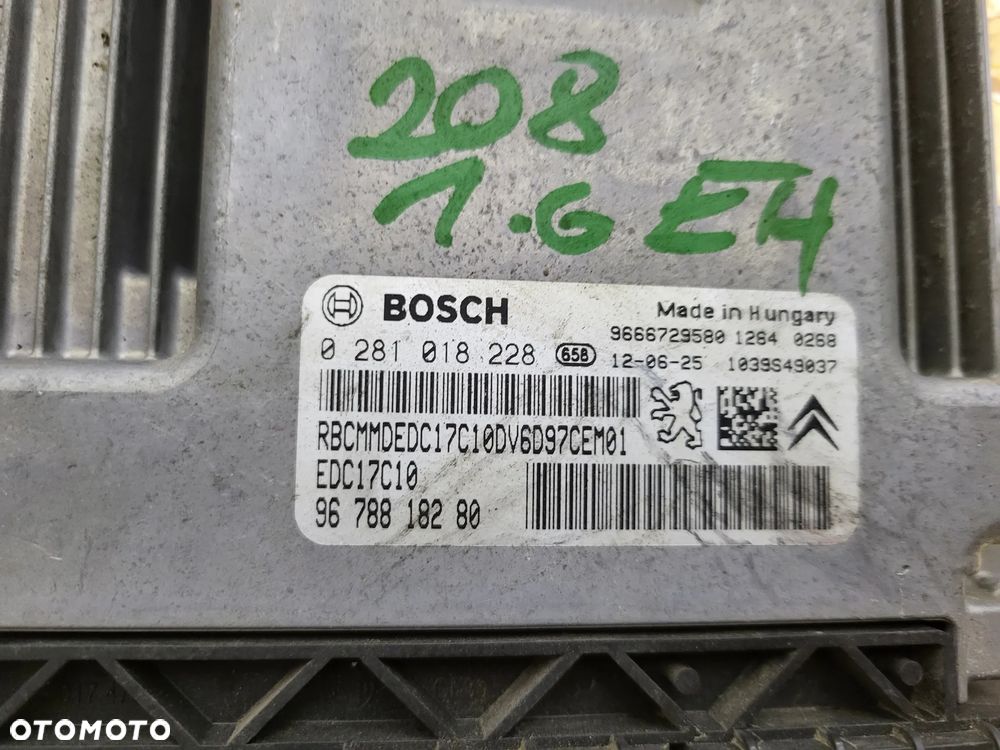 208
1.6 EH
BOSCH
Made in Hungary
9666729580 1264 0268
0 281 018 228 658 12-06-25 1039S49037
RBCMMDEDC17C10DV6D97CEM01
EDC17C10
96 788 182 80
OTOMOTO